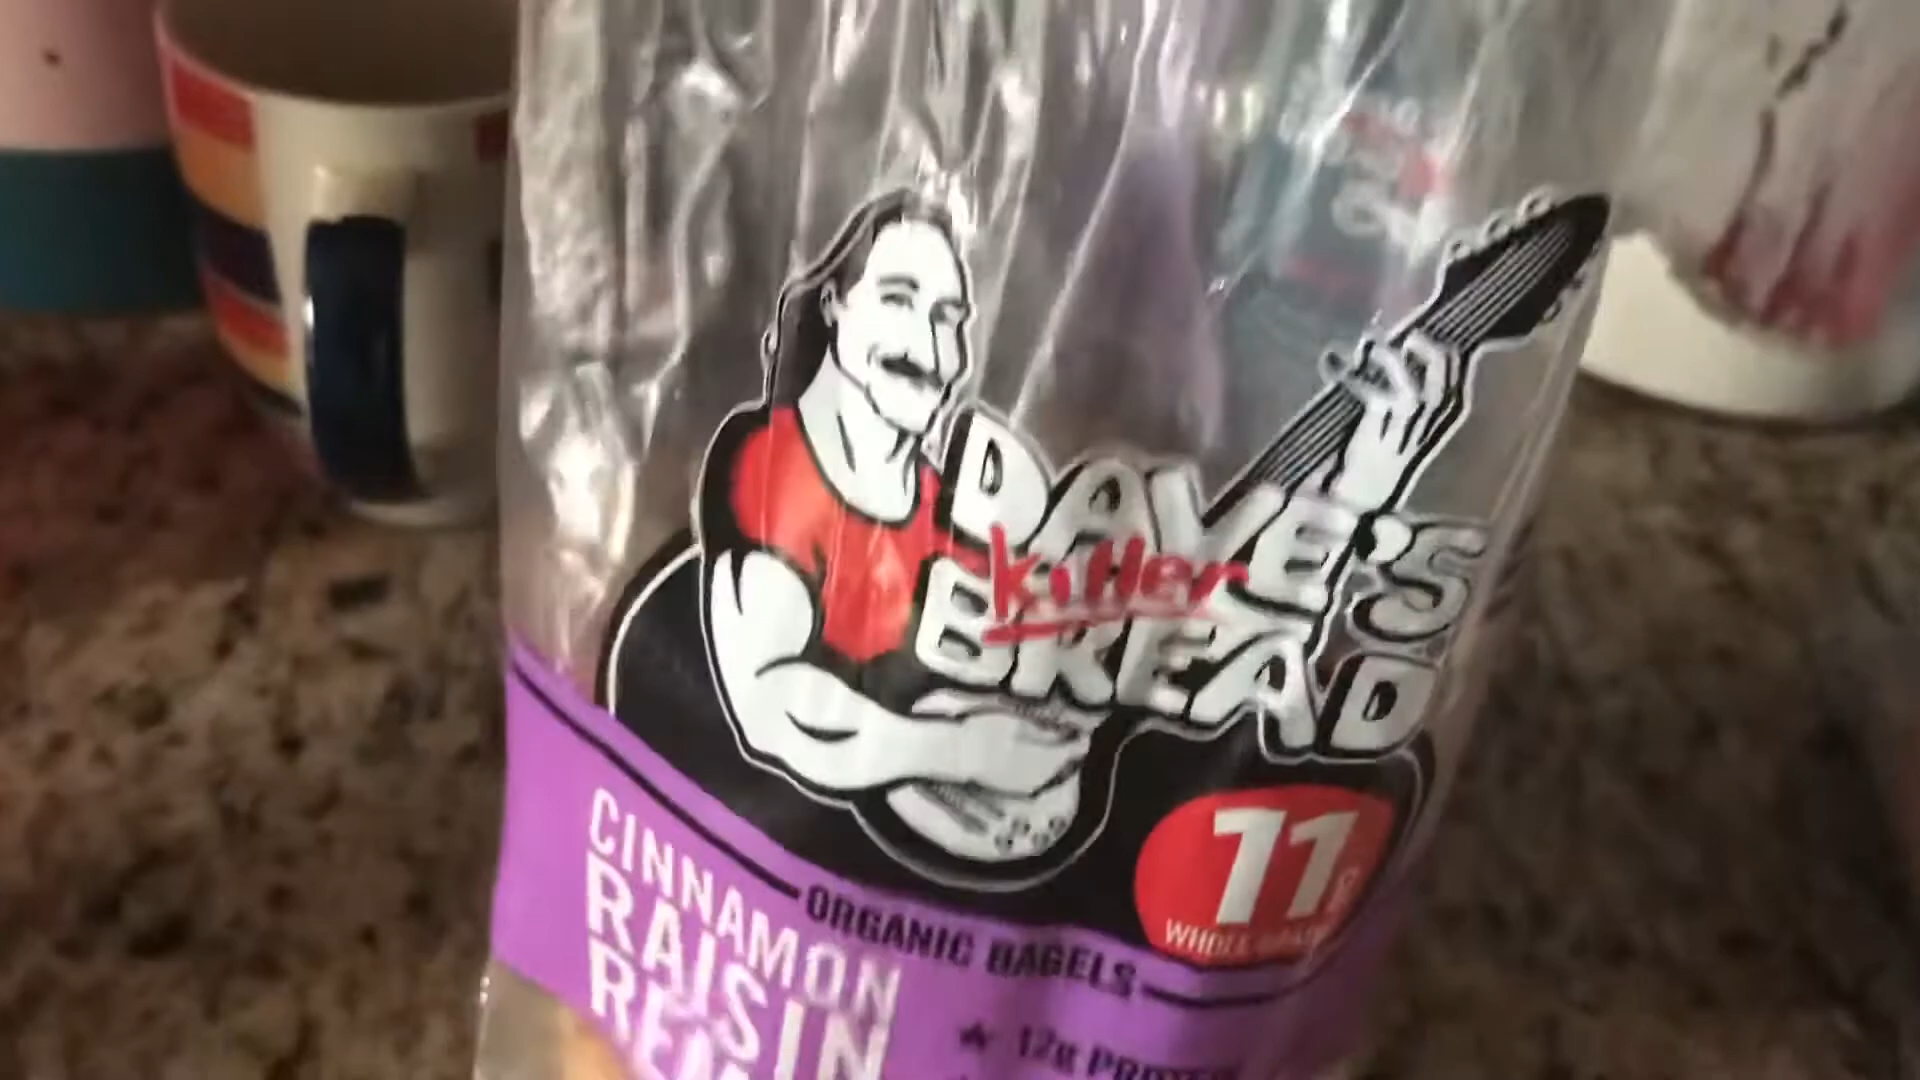 DAVE'S
killer
BREAD
11g
WHOLE GRAINS
ORGANIC BAGELS
CINNAMON
RAISIN
★ 12g PROTEIN